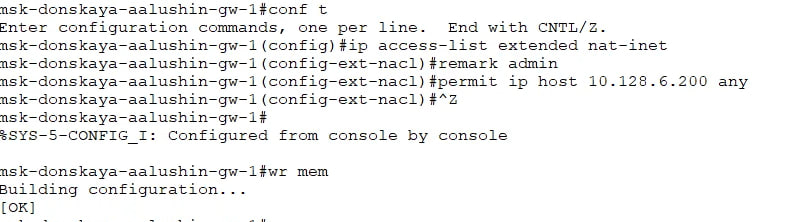 msk-donskaya-aalushin-gw-1#conf t
Enter configuration commands, one per line.  End with CNTL/Z.
msk-donskaya-aalushin-gw-1(config)#ip access-list extended nat-inet
msk-donskaya-aalushin-gw-1(config-ext-nacl)#remark admin
msk-donskaya-aalushin-gw-1(config-ext-nacl)#permit ip host 10.128.6.200 any
msk-donskaya-aalushin-gw-1(config-ext-nacl)#^Z
msk-donskaya-aalushin-gw-1#
%SYS-5-CONFIG_I: Configured from console by console
msk-donskaya-aalushin-gw-1#wr mem
Building configuration...
[OK]